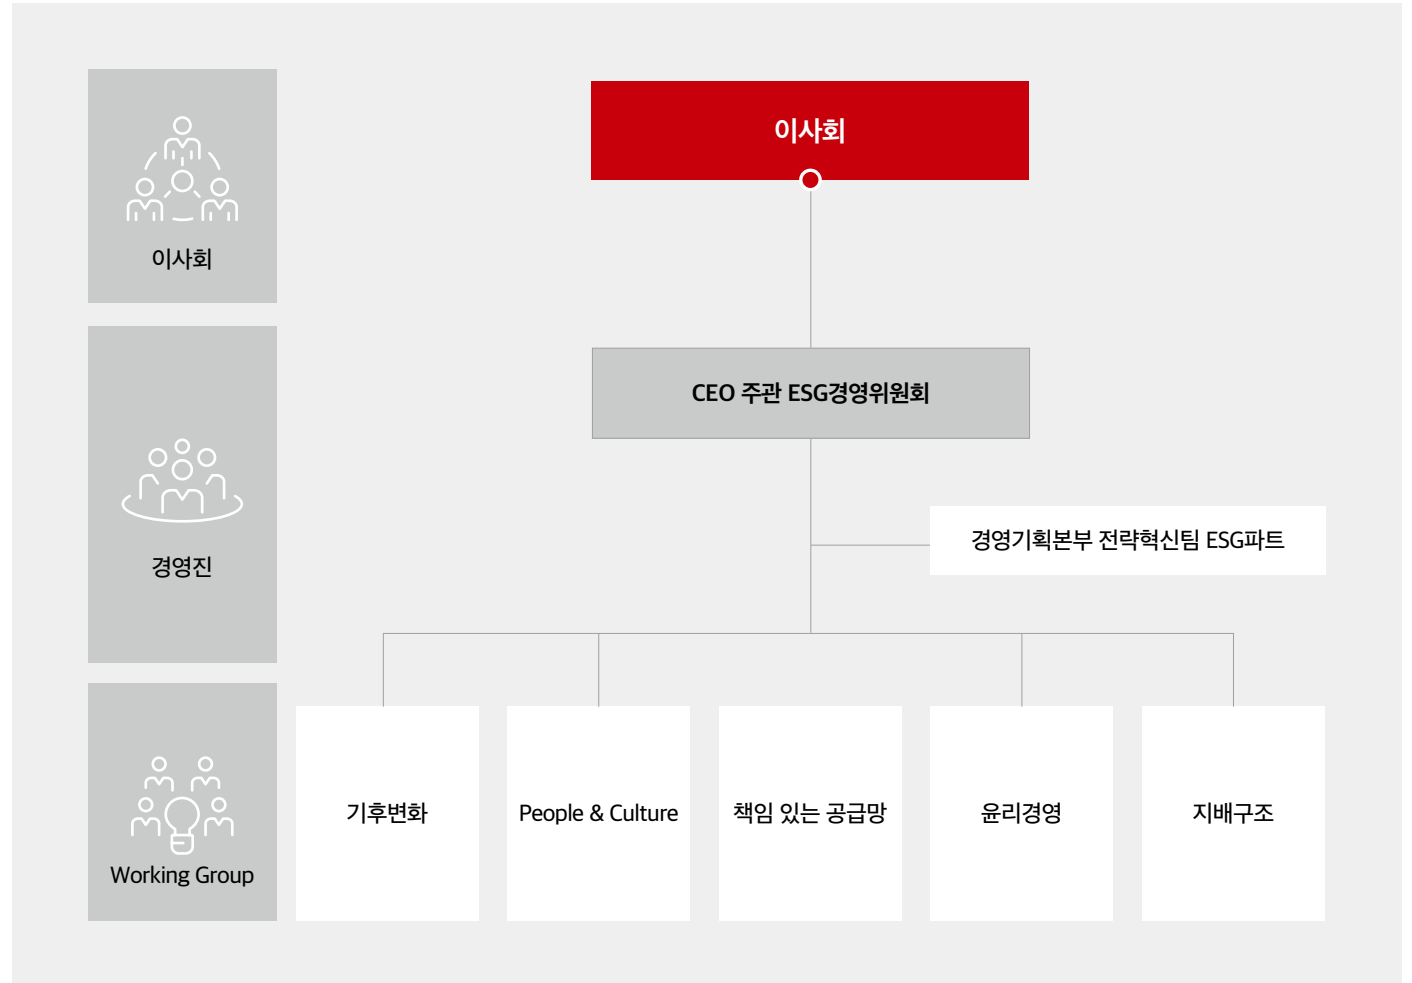 이사회
이사회
CEO 주관 ESG경영위원회
경영진
경영기획본부 전략혁신팀 ESG파트
Working Group
기후변화
People & Culture
책임 있는 공급망
윤리경영
지배구조